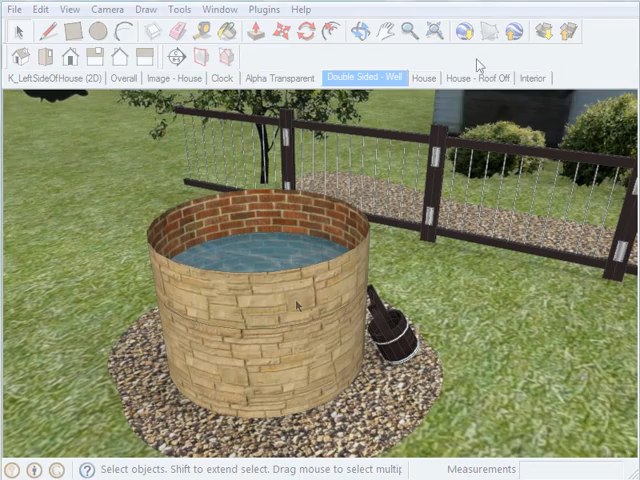 File Edit View Camera Draw Tools Window Plugins Help
K_LeftSideOfHouse (2D) Overall Image - House Clock Alpha Transparent Double Sided - Well House House - Roof Off Interior
Select objects. Shift to extend select. Drag mouse to select multip Measurements